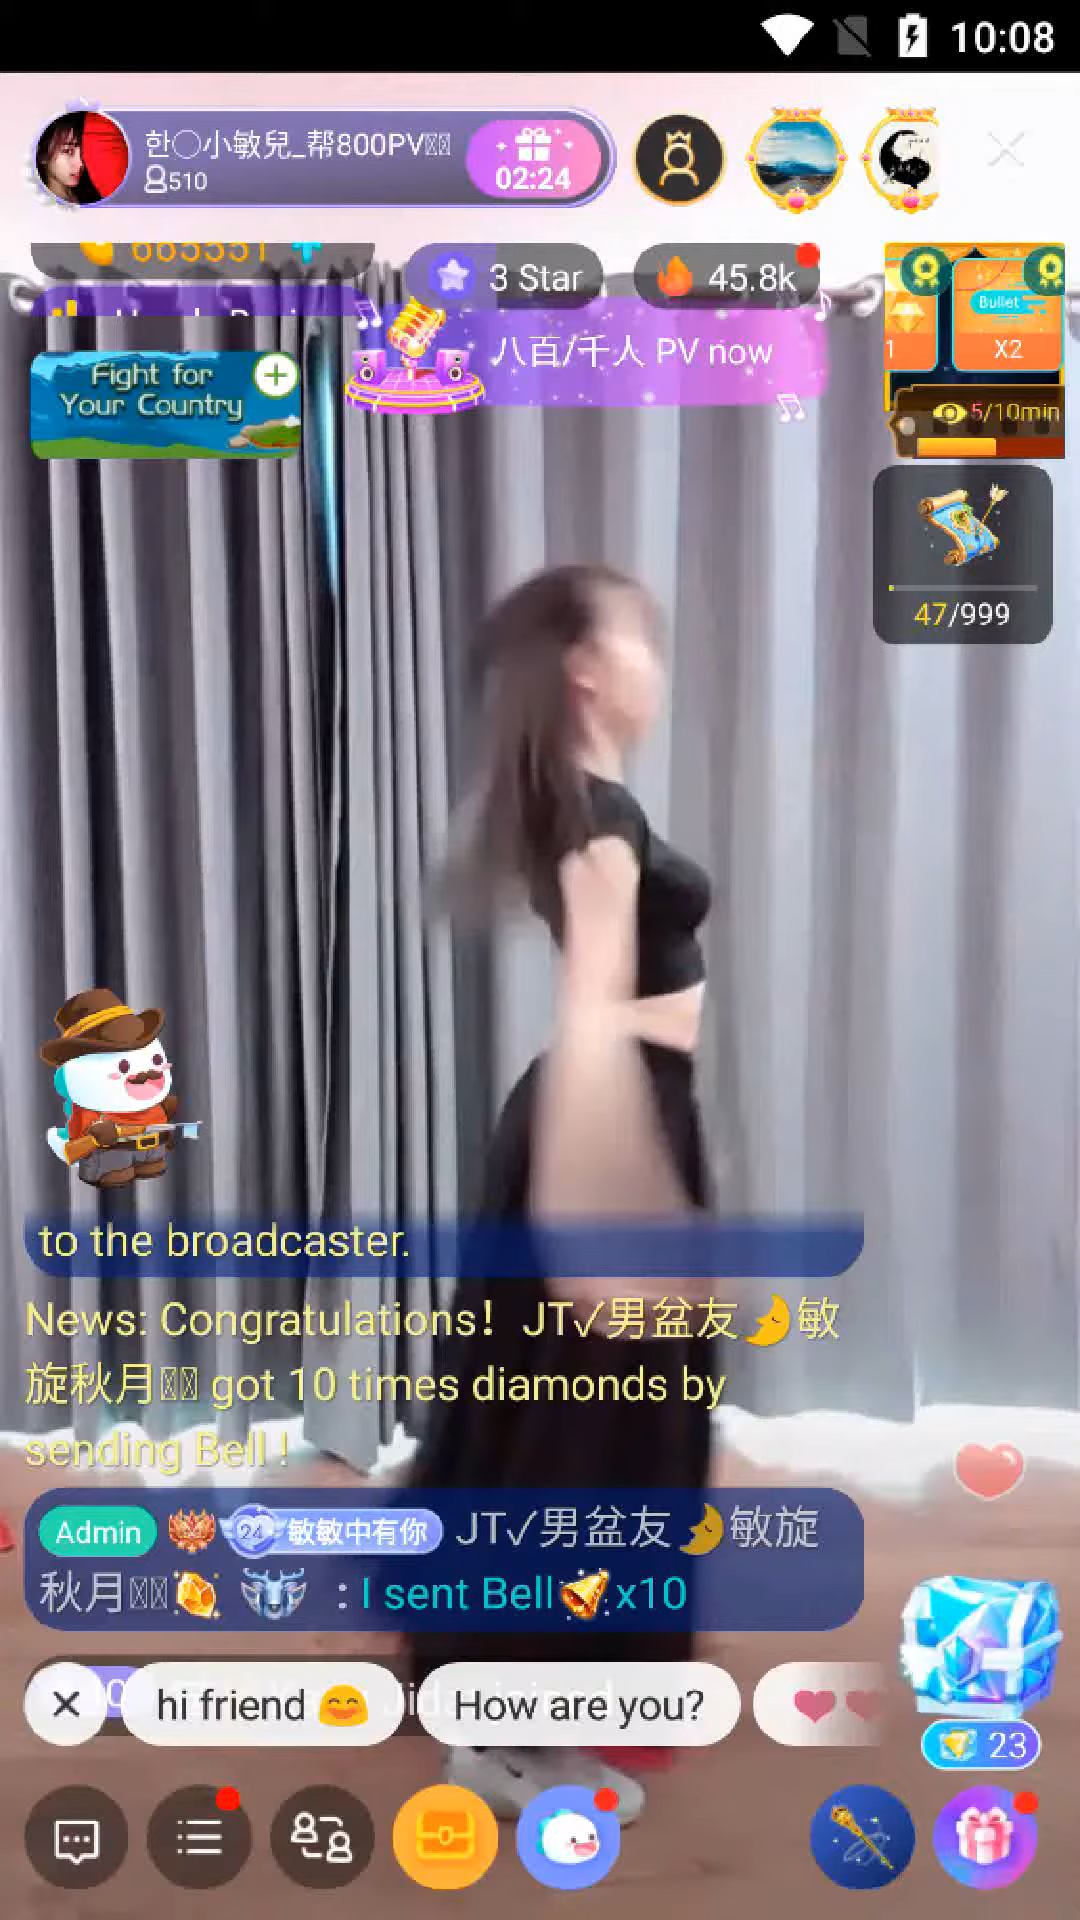 10:08
한〇小敏兒_帮800PV
510
02:24
665551
3 Star
45.8k
Bullet
1
X2
八百/千人 PV now
Fight for
Your Country
5/10min
47/999
to the broadcaster.
News: Congratulations! JT✓男盆友🌛敏
旋秋月 got 10 times diamonds by
sending Bell !
Admin 24 敏敏中有你 JT✓男盆友🌛敏旋
秋月 : I sent Bell x10
hi friend 😊
How are you?
23